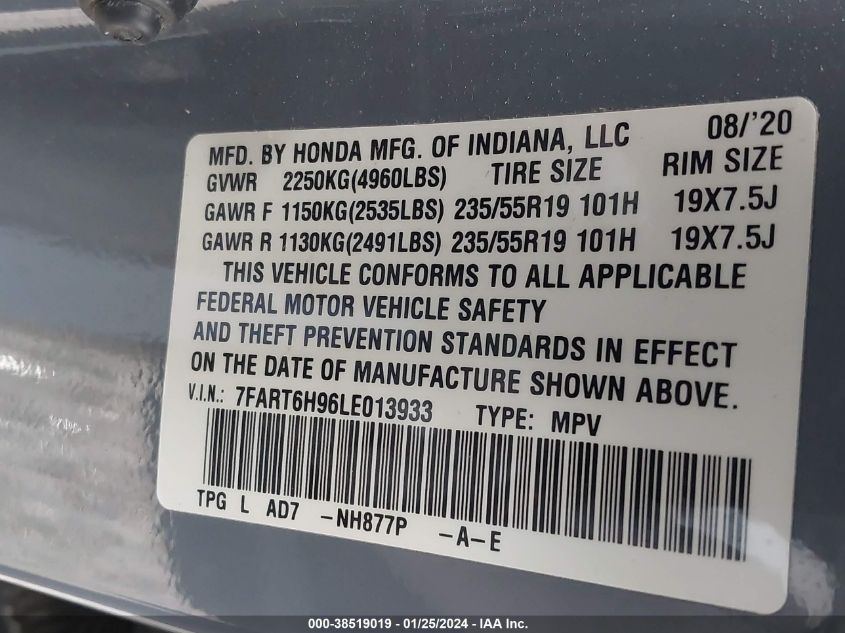 MFD. BY HONDA MFG. OF INDIANA, LLC 08/'20
GVWR 2250KG(4960LBS) TIRE SIZE RIM SIZE
GAWR F 1150KG(2535LBS) 235/55R19 101H 19X7.5J
GAWR R 1130KG(2491LBS) 235/55R19 101H 19X7.5J
THIS VEHICLE CONFORMS TO ALL APPLICABLE
FEDERAL MOTOR VEHICLE SAFETY
AND THEFT PREVENTION STANDARDS IN EFFECT
ON THE DATE OF MANUFACTURE SHOWN ABOVE.
V.I.N.: 7FART6H96LE013933 TYPE: MPV
TPG L AD7 -NH877P -A-E
000-38519019 - 01/25/2024 - IAA Inc.